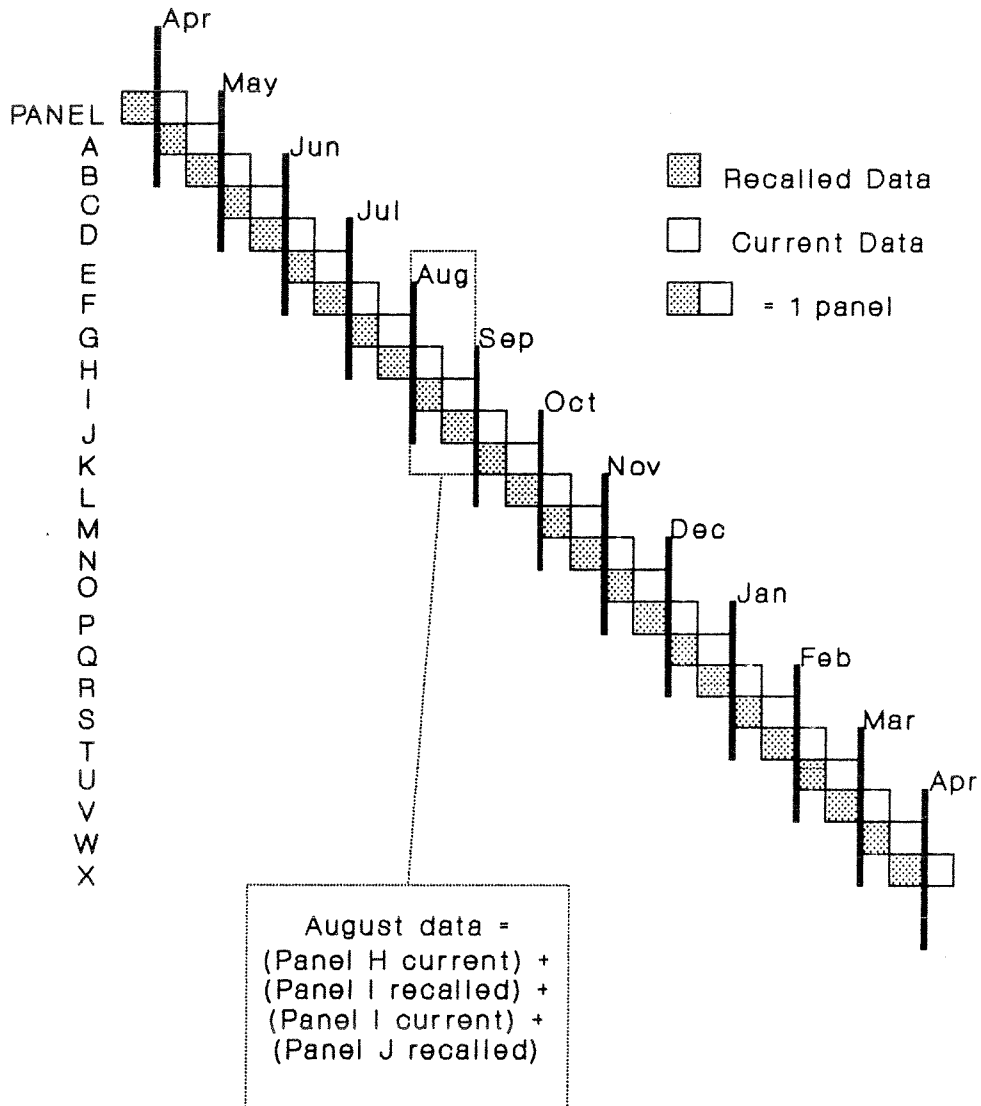 Apr
May
PANEL
A
Jun
B
C
Recalled Data
D
Jul
Current Data
E
Aug
F
= 1 panel
G
Sep
H
I
Oct
J
K
Nov
L
M
Dec
N
O
Jan
P
Q
Feb
R
S
Mar
T
U
Apr
V
W
X
August data =
(Panel H current) +
(Panel I recalled) +
(Panel I current) +
(Panel J recalled)